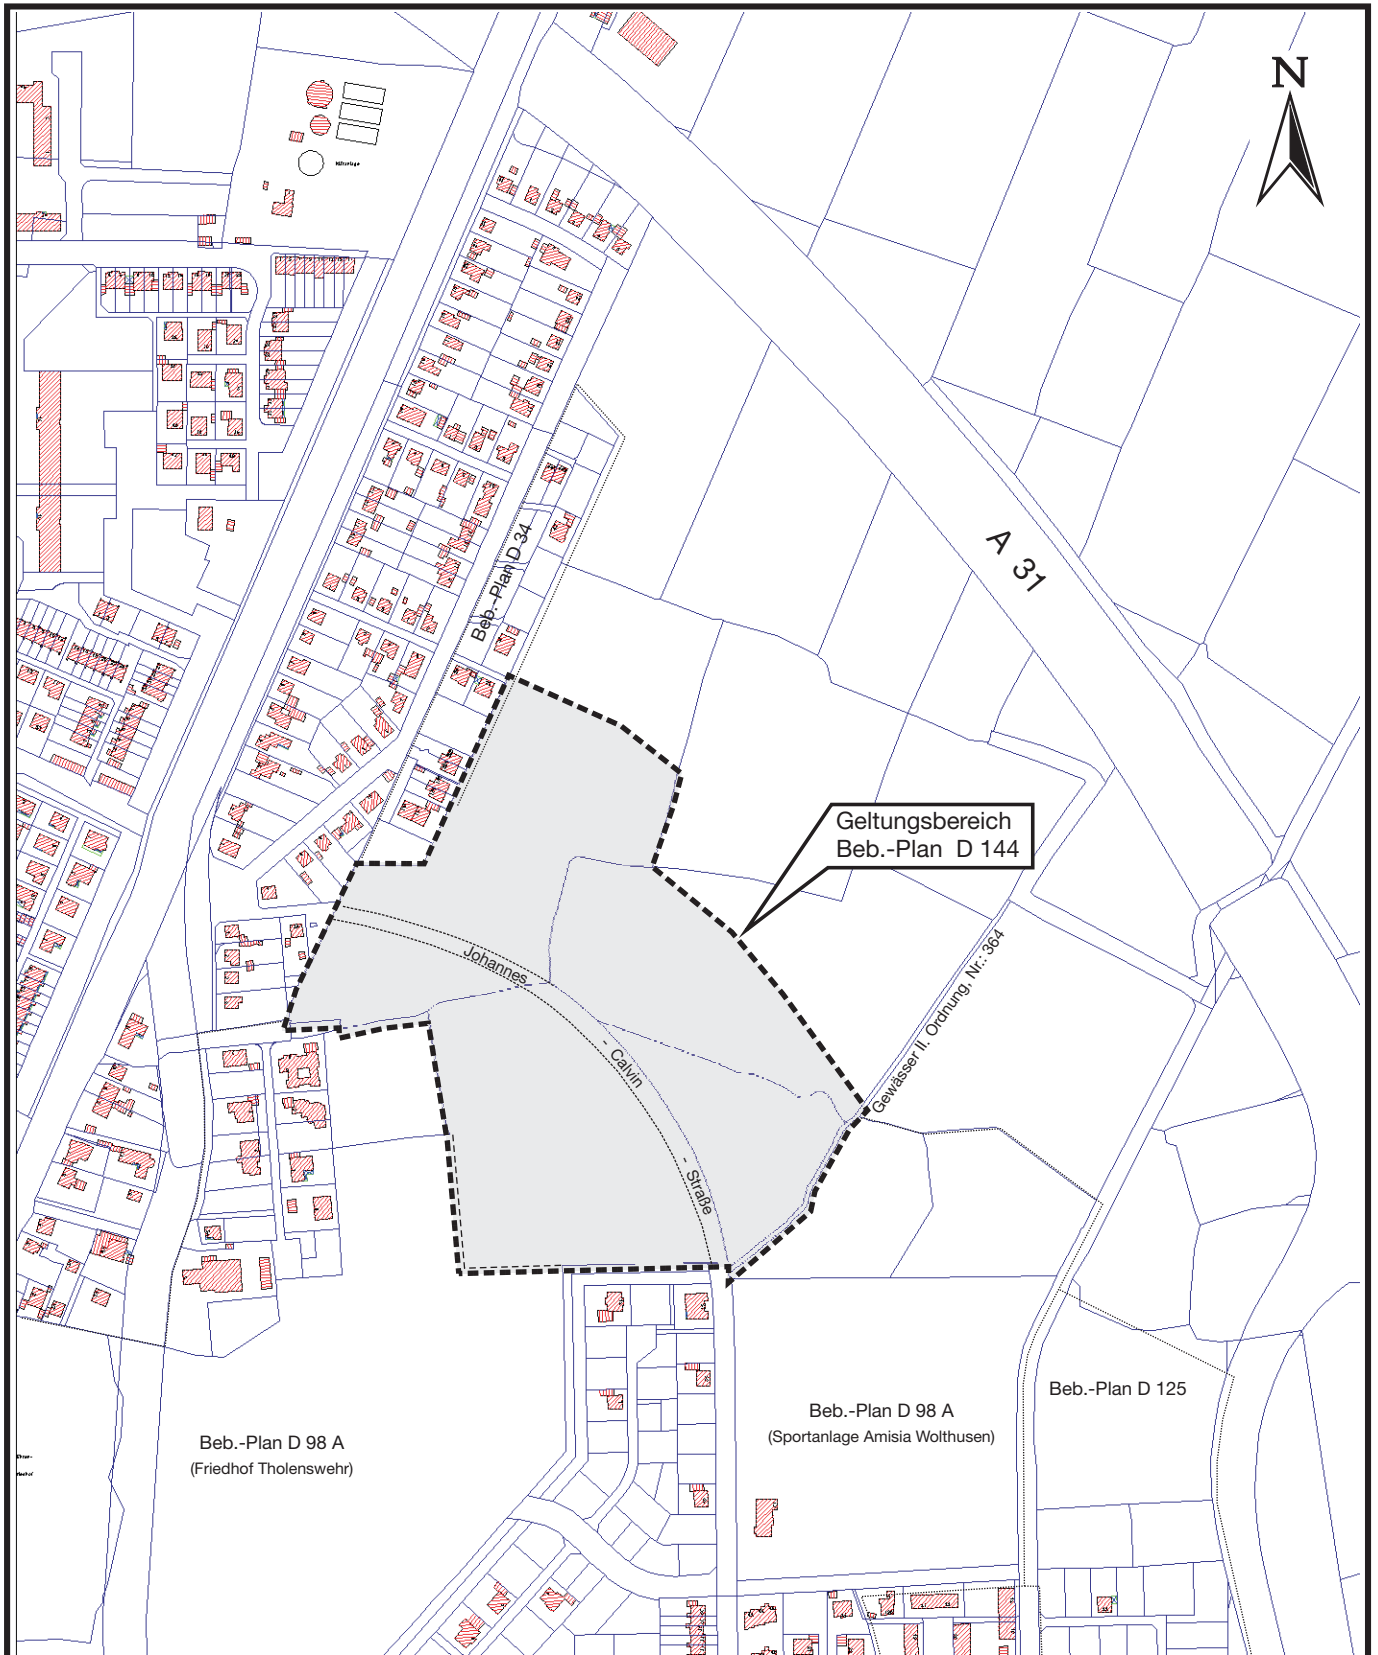 N
A 31
Beb.-Plan D 34
Geltungsbereich
Beb.-Plan D 144
Johannes
- Calvin
- Straße
Gewässer II. Ordnung, Nr.: 364
Beb.-Plan D 125
Beb.-Plan D 98 A
(Sportanlage Amisia Wolthusen)
Beb.-Plan D 98 A
(Friedhof Tholenswehr)